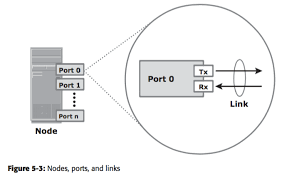 Port 0
Port 1
Port n
Node
Port 0
Tx
Rx
Link
Figure 5-3: Nodes, ports, and links